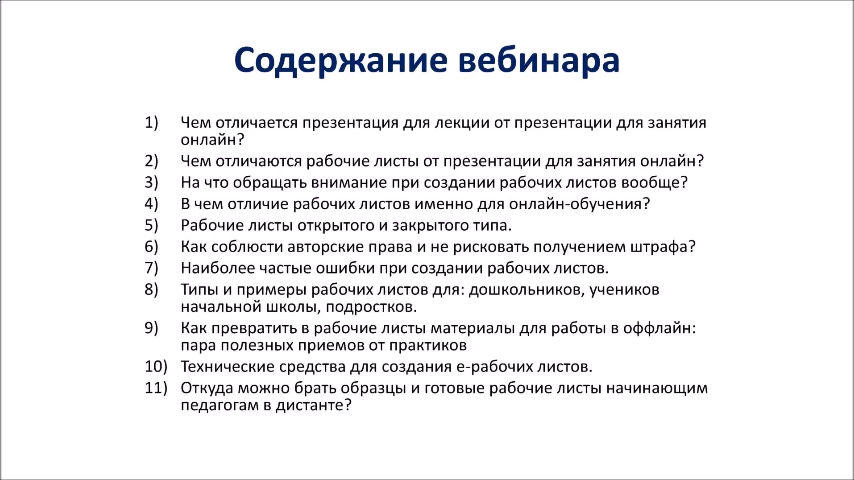 Содержание вебинара
1) Чем отличается презентация для лекции от презентации для занятия
онлайн?
2) Чем отличаются рабочие листы от презентации для занятия онлайн?
3) На что обращать внимание при создании рабочих листов вообще?
4) В чем отличие рабочих листов именно для онлайн-обучения?
5) Рабочие листы открытого и закрытого типа.
6) Как соблюсти авторские права и не рисковать получением штрафа?
7) Наиболее частые ошибки при создании рабочих листов.
8) Типы и примеры рабочих листов для: дошкольников, учеников
начальной школы, подростков.
9) Как превратить в рабочие листы материалы для работы в оффлайн:
пара полезных приемов от практиков
10) Технические средства для создания е-рабочих листов.
11) Откуда можно брать образцы и готовые рабочие листы начинающим
педагогам в дистанте?